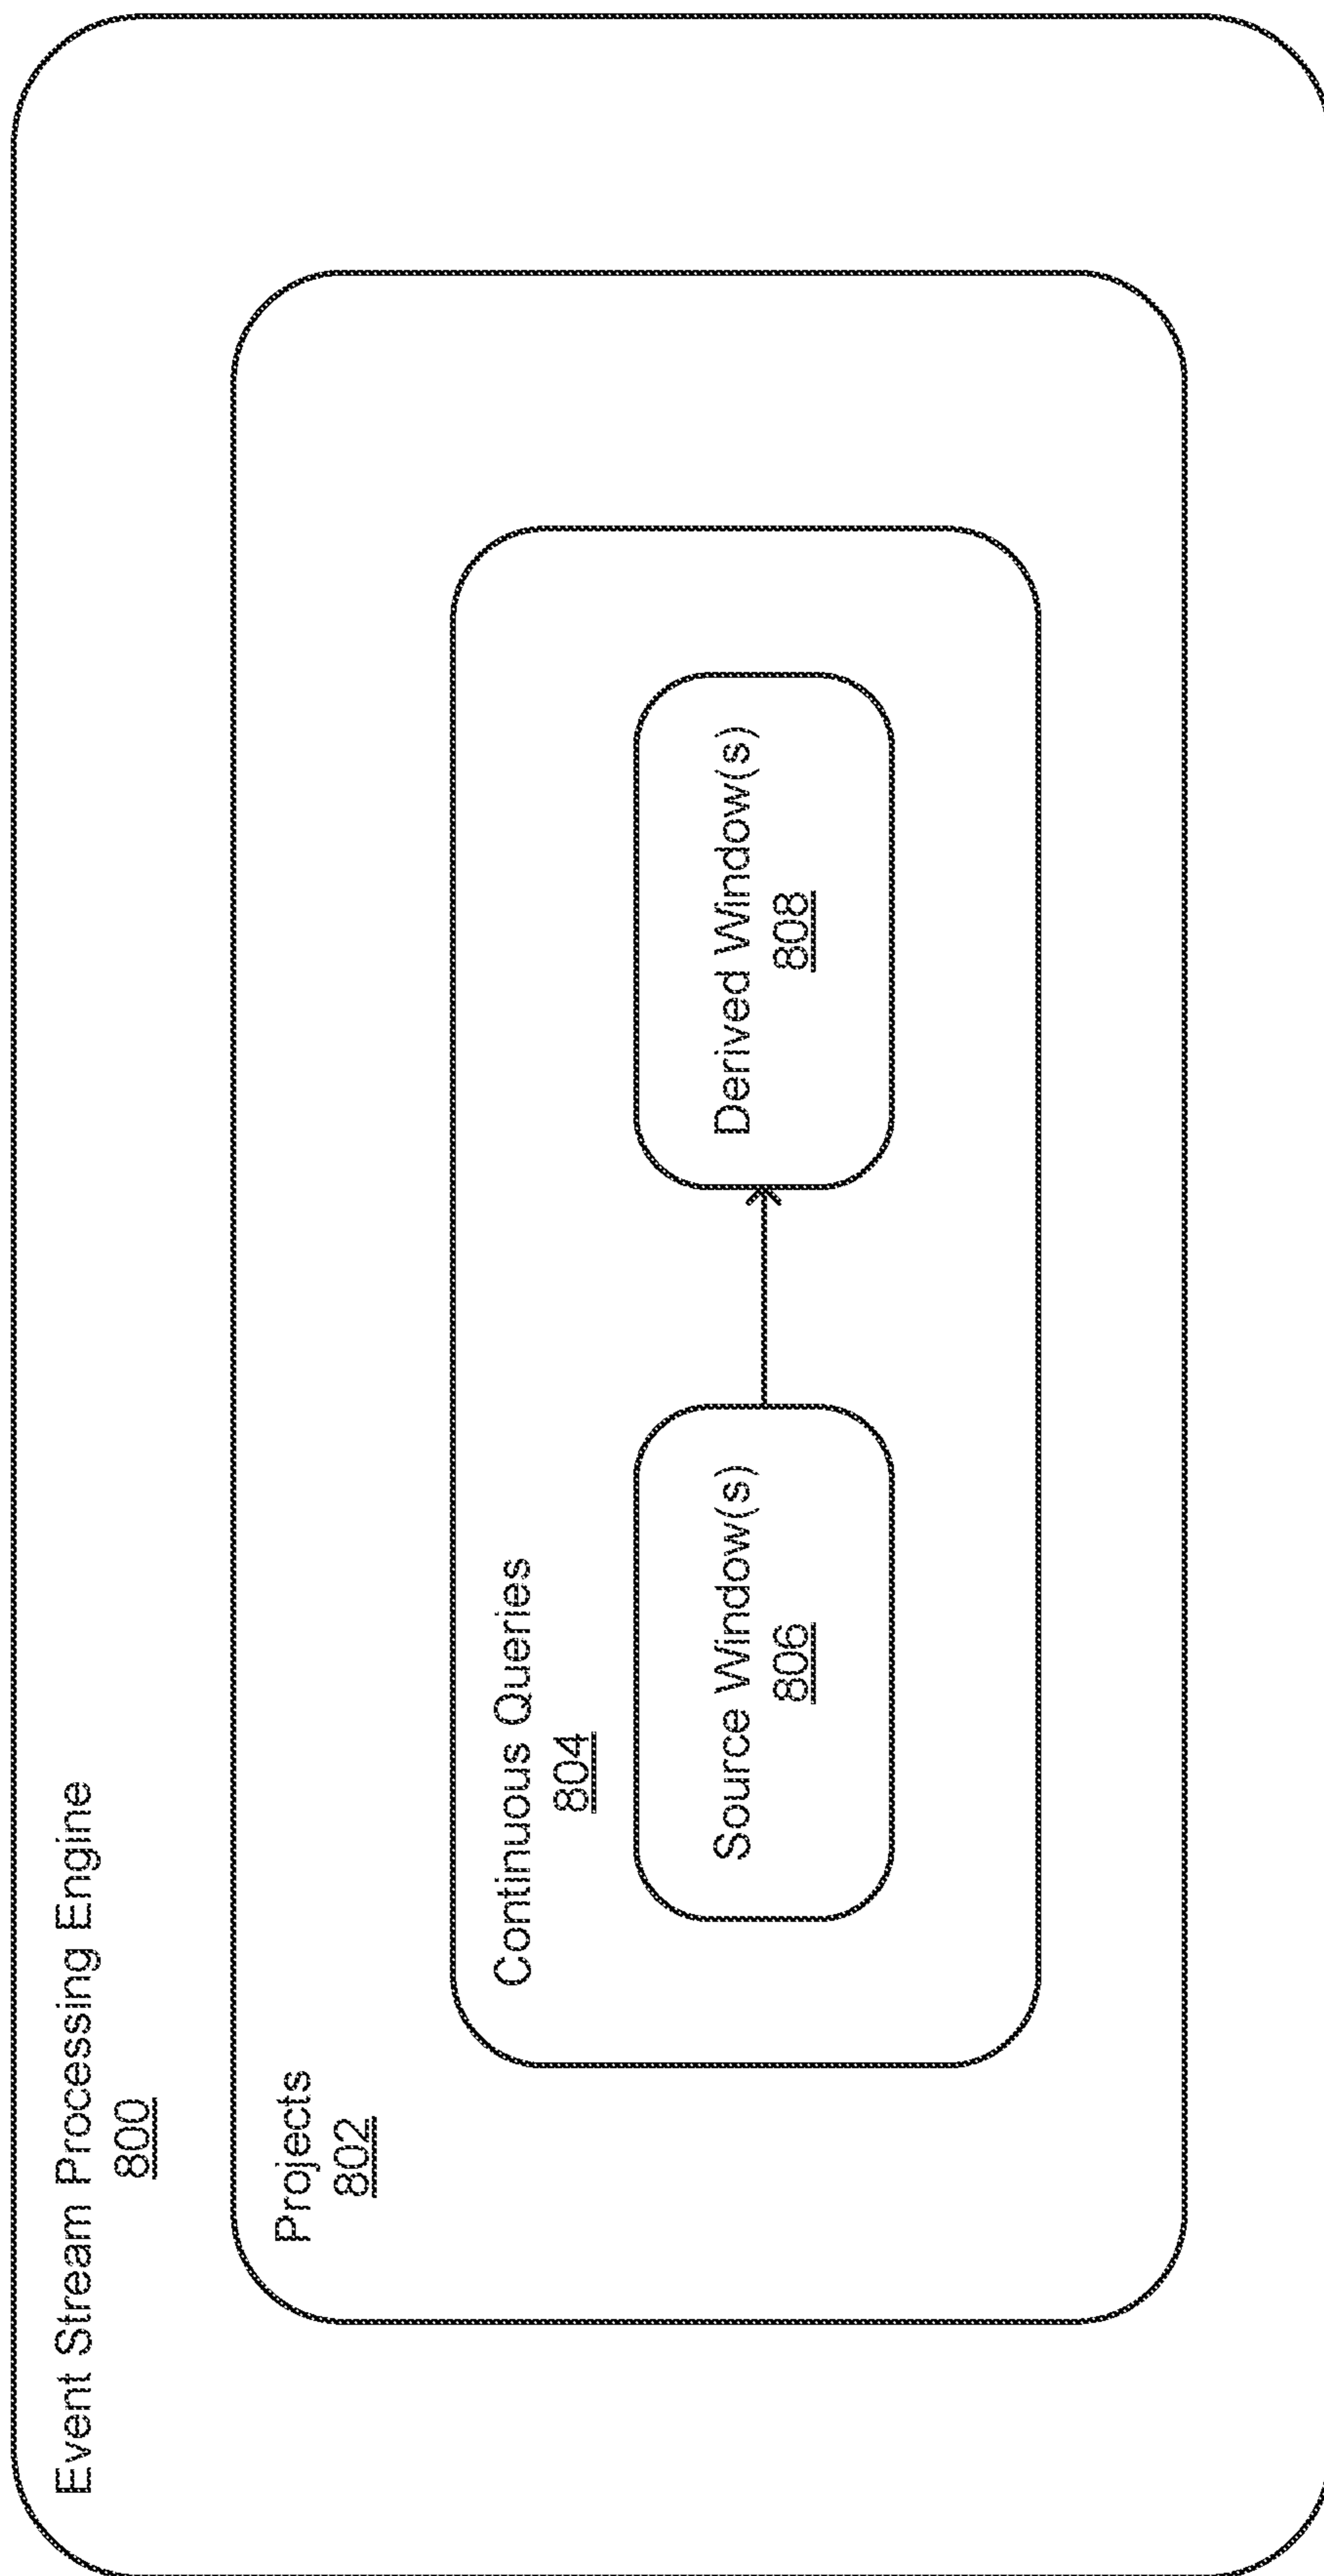 Event Stream Processing Engine
800
Projects
802
Continuous Queries
804
Source Window(s)
806
Derived Window(s)
808